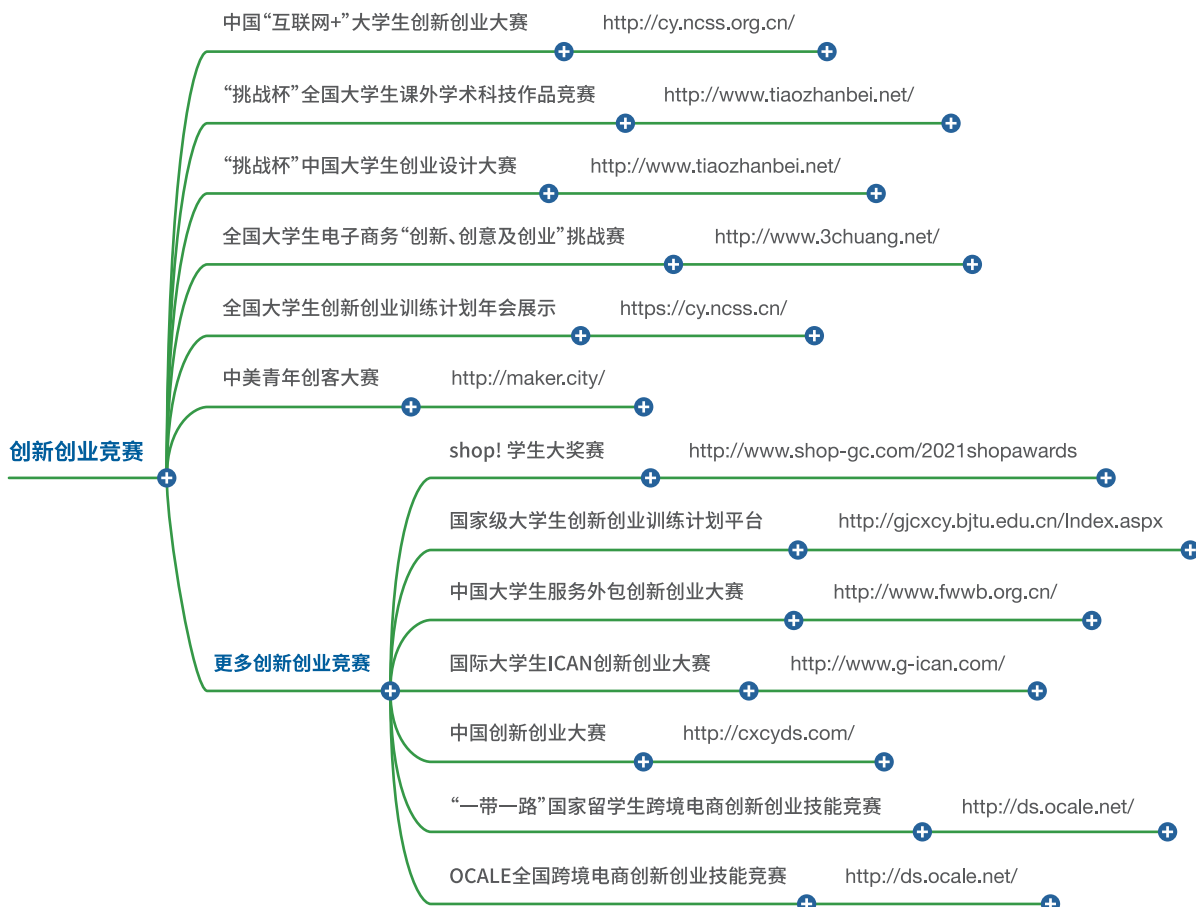 中国“互联网+”大学生创新创业大赛 http://cy.ncss.org.cn/
“挑战杯”全国大学生课外学术科技作品竞赛 http://www.tiaozhanbei.net/
“挑战杯”中国大学生创业设计大赛 http://www.tiaozhanbei.net/
全国大学生电子商务“创新、创意及创业”挑战赛 http://www.3chuang.net/
全国大学生创新创业训练计划年会展示 https://cy.ncss.cn/
中美青年创客大赛 http://maker.city/
创新创业竞赛
shop! 学生大奖赛 http://www.shop-gc.com/2021shopawards
国家级大学生创新创业训练计划平台 http://gjcxcy.bjtu.edu.cn/Index.aspx
中国大学生服务外包创新创业大赛 http://www.fwwb.org.cn/
更多创新创业竞赛
国际大学生ICAN创新创业大赛 http://www.g-ican.com/
中国创新创业大赛 http://cxcyds.com/
“一带一路”国家留学生跨境电商创新创业技能竞赛 http://ds.ocale.net/
OCALE全国跨境电商创新创业技能竞赛 http://ds.ocale.net/